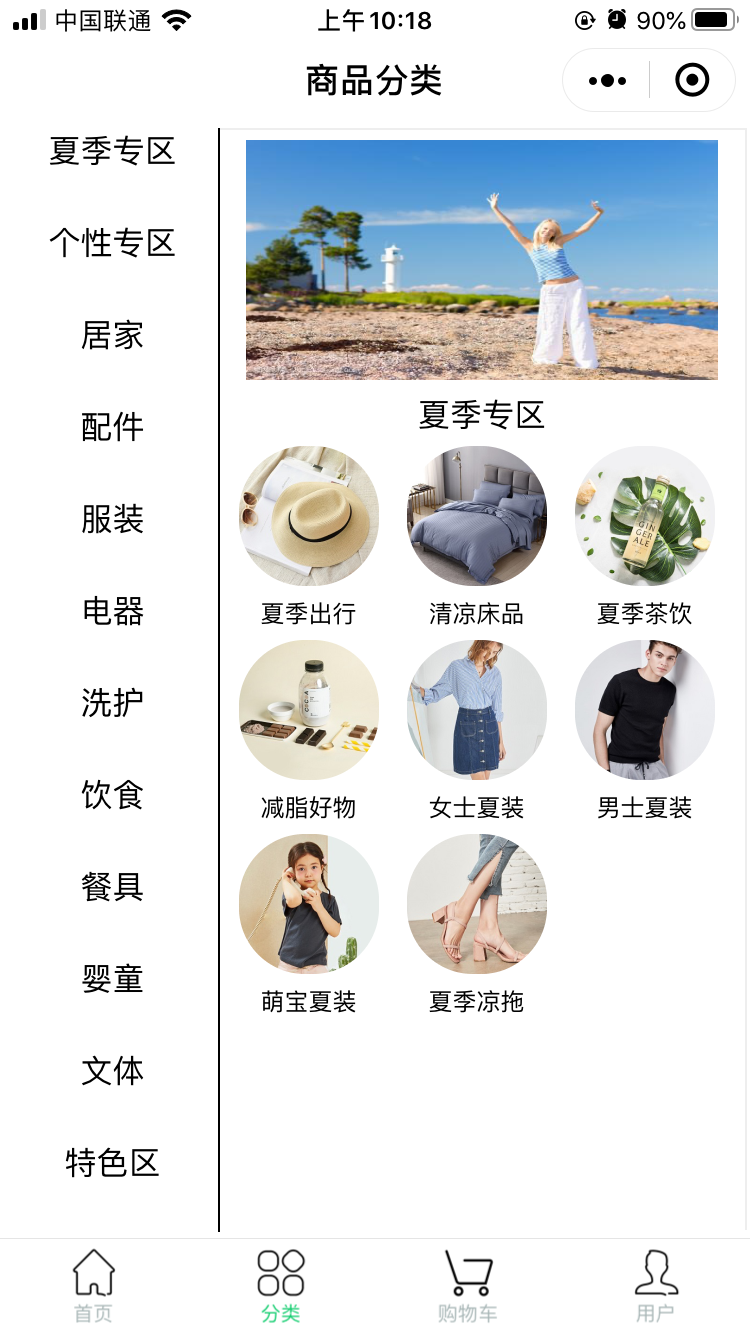 中国联通
上午10:18
90%
商品分类
夏季专区
个性专区
居家
配件
服装
电器
洗护
饮食
餐具
婴童
文体
特色区
夏季专区
GIN
GER
ALE
夏季出行
清凉床品
夏季茶饮
减脂好物
女士夏装
男士夏装
萌宝夏装
夏季凉拖
首页
分类
购物车
用户